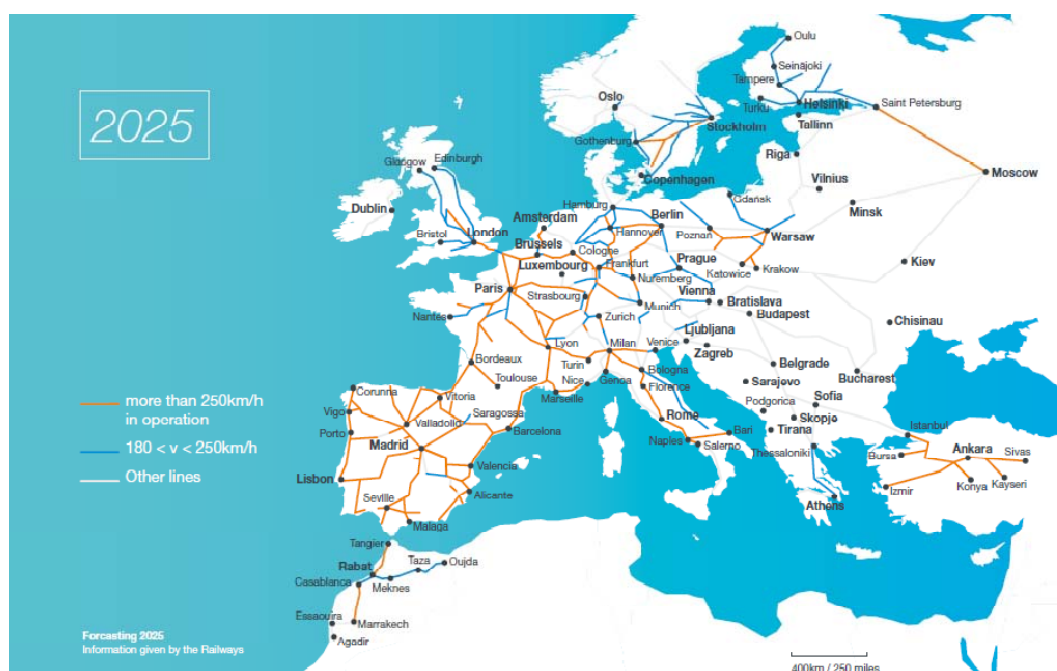 2025
Oulu
Seinäjoki
Tampere
Oslo
Turku
Helsinki
Saint Petersburg
Stockholm
Tallinn
Gothenburg
Glasgow
Edinburgh
Riga
Moscow
Copenhagen
Vilnius
Gdańsk
Dublin
Hamburg
Minsk
Amsterdam
Berlin
Bristol
London
Hannover
Poznan
Warsaw
Brussels
Cologne
Prague
Luxembourg
Frankfurt
Katowice
Krakow
Kiev
Nuremberg
Paris
Strasbourg
Vienna
Munich
Bratislava
Nantes
Zurich
Budapest
Chisinau
Ljubljana
Lyon
Milan
Venice
Zagreb
Bordeaux
Turin
Bologna
Belgrade
Toulouse
Nice
Genoa
Florence
Sarajevo
Bucharest
Corunna
Marseille
Vitoria
Podgorica
Sofia
more than 250km/h
in operation
Vigo
Saragossa
Rome
Skopje
Valladolid
Bari
Istanbul
Porto
Barcelona
Tirana
180 < v < 250km/h
Madrid
Naples
Salerno
Thessaloniki
Bursa
Ankara
Sivas
Other lines
Lisbon
Valencia
Izmir
Konya
Kayseri
Seville
Alicante
Athens
Malaga
Tangier
Rabat
Taza
Oujda
Casablanca
Meknes
Essaouira
Marrakech
Agadir
Forcasting 2025
Information given by the Railways
400km / 250 miles